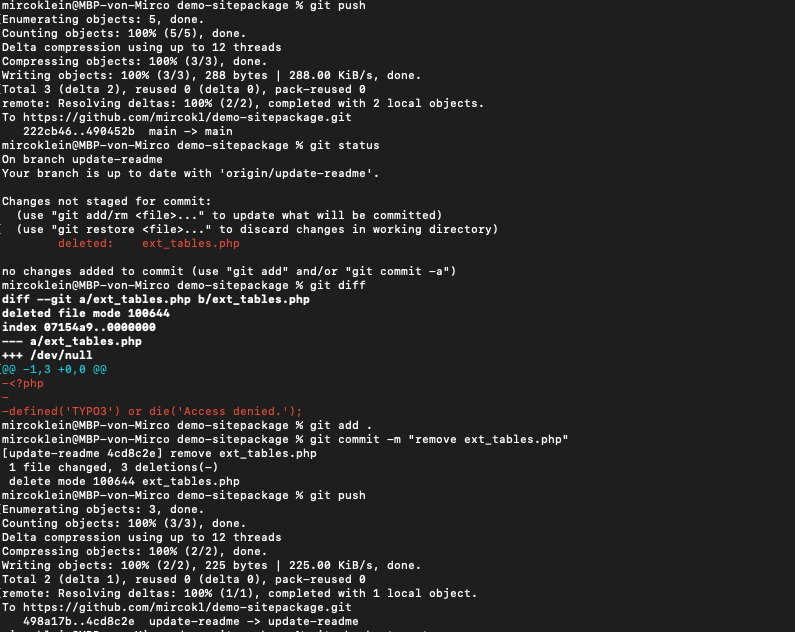 mircoklein@MBP-von-Mirco demo-sitepackage % git push
Enumerating objects: 5, done.
Counting objects: 100% (5/5), done.
Delta compression using up to 12 threads
Compressing objects: 100% (3/3), done.
Writing objects: 100% (3/3), 288 bytes | 288.00 KiB/s, done.
Total 3 (delta 2), reused 0 (delta 0), pack-reused 0
remote: Resolving deltas: 100% (2/2), completed with 2 local objects.
To https://github.com/mircokl/demo-sitepackage.git
   222cb46..490452b  main -> main
mircoklein@MBP-von-Mirco demo-sitepackage % git status
On branch update-readme
Your branch is up to date with 'origin/update-readme'.

Changes not staged for commit:
  (use "git add/rm <file>..." to update what will be committed)
  (use "git restore <file>..." to discard changes in working directory)
        deleted:    ext_tables.php

no changes added to commit (use "git add" and/or "git commit -a")
mircoklein@MBP-von-Mirco demo-sitepackage % git diff
diff --git a/ext_tables.php b/ext_tables.php
deleted file mode 100644
index 07154a9..0000000
--- a/ext_tables.php
+++ /dev/null
@@ -1,3 +0,0 @@
-<?php
-
-defined('TYPO3') or die('Access denied.');
mircoklein@MBP-von-Mirco demo-sitepackage % git add .
mircoklein@MBP-von-Mirco demo-sitepackage % git commit -m "remove ext_tables.php"
[update-readme 4cd8c2e] remove ext_tables.php
 1 file changed, 3 deletions(-)
 delete mode 100644 ext_tables.php
mircoklein@MBP-von-Mirco demo-sitepackage % git push
Enumerating objects: 3, done.
Counting objects: 100% (3/3), done.
Delta compression using up to 12 threads
Compressing objects: 100% (2/2), done.
Writing objects: 100% (2/2), 225 bytes | 225.00 KiB/s, done.
Total 2 (delta 1), reused 0 (delta 0), pack-reused 0
remote: Resolving deltas: 100% (1/1), completed with 1 local object.
To https://github.com/mircokl/demo-sitepackage.git
   498a17b..4cd8c2e  update-readme -> update-readme